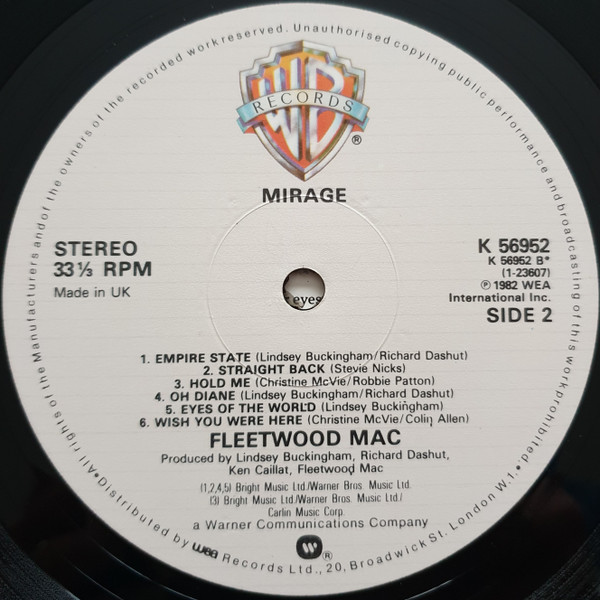 All rights of the Manufacturers and of the owners of the recorded work reserved. Unauthorised copying public performance and broadcasting of this work prohibited.
WB
RECORDS
®
MIRAGE
STEREO
33⅓ RPM
Made in UK
K 56952
K 56952 B*
(1-23607)
℗ 1982 WEA
International Inc.
SIDE 2
eyes
1. EMPIRE STATE (Lindsey Buckingham/Richard Dashut)
2. STRAIGHT BACK (Stevie Nicks)
3. HOLD ME (Christine McVie/Robbie Patton)
4. OH DIANE (Lindsey Buckingham/Richard Dashut)
5. EYES OF THE WORLD (Lindsey Buckingham)
6. WISH YOU WERE HERE (Christine McVie/Colin Allen)
FLEETWOOD MAC
Produced by Lindsey Buckingham, Richard Dashut,
Ken Caillat, Fleetwood Mac
(1,2,4,5) Bright Music Ltd/Warner Bros. Music Ltd.
(3) Bright Music Ltd/Warner Bros. Music Ltd./
Carlin Music Corp.
a Warner Communications Company
®
Distributed by wea Records Ltd., 20, Broadwick St. London W.1.